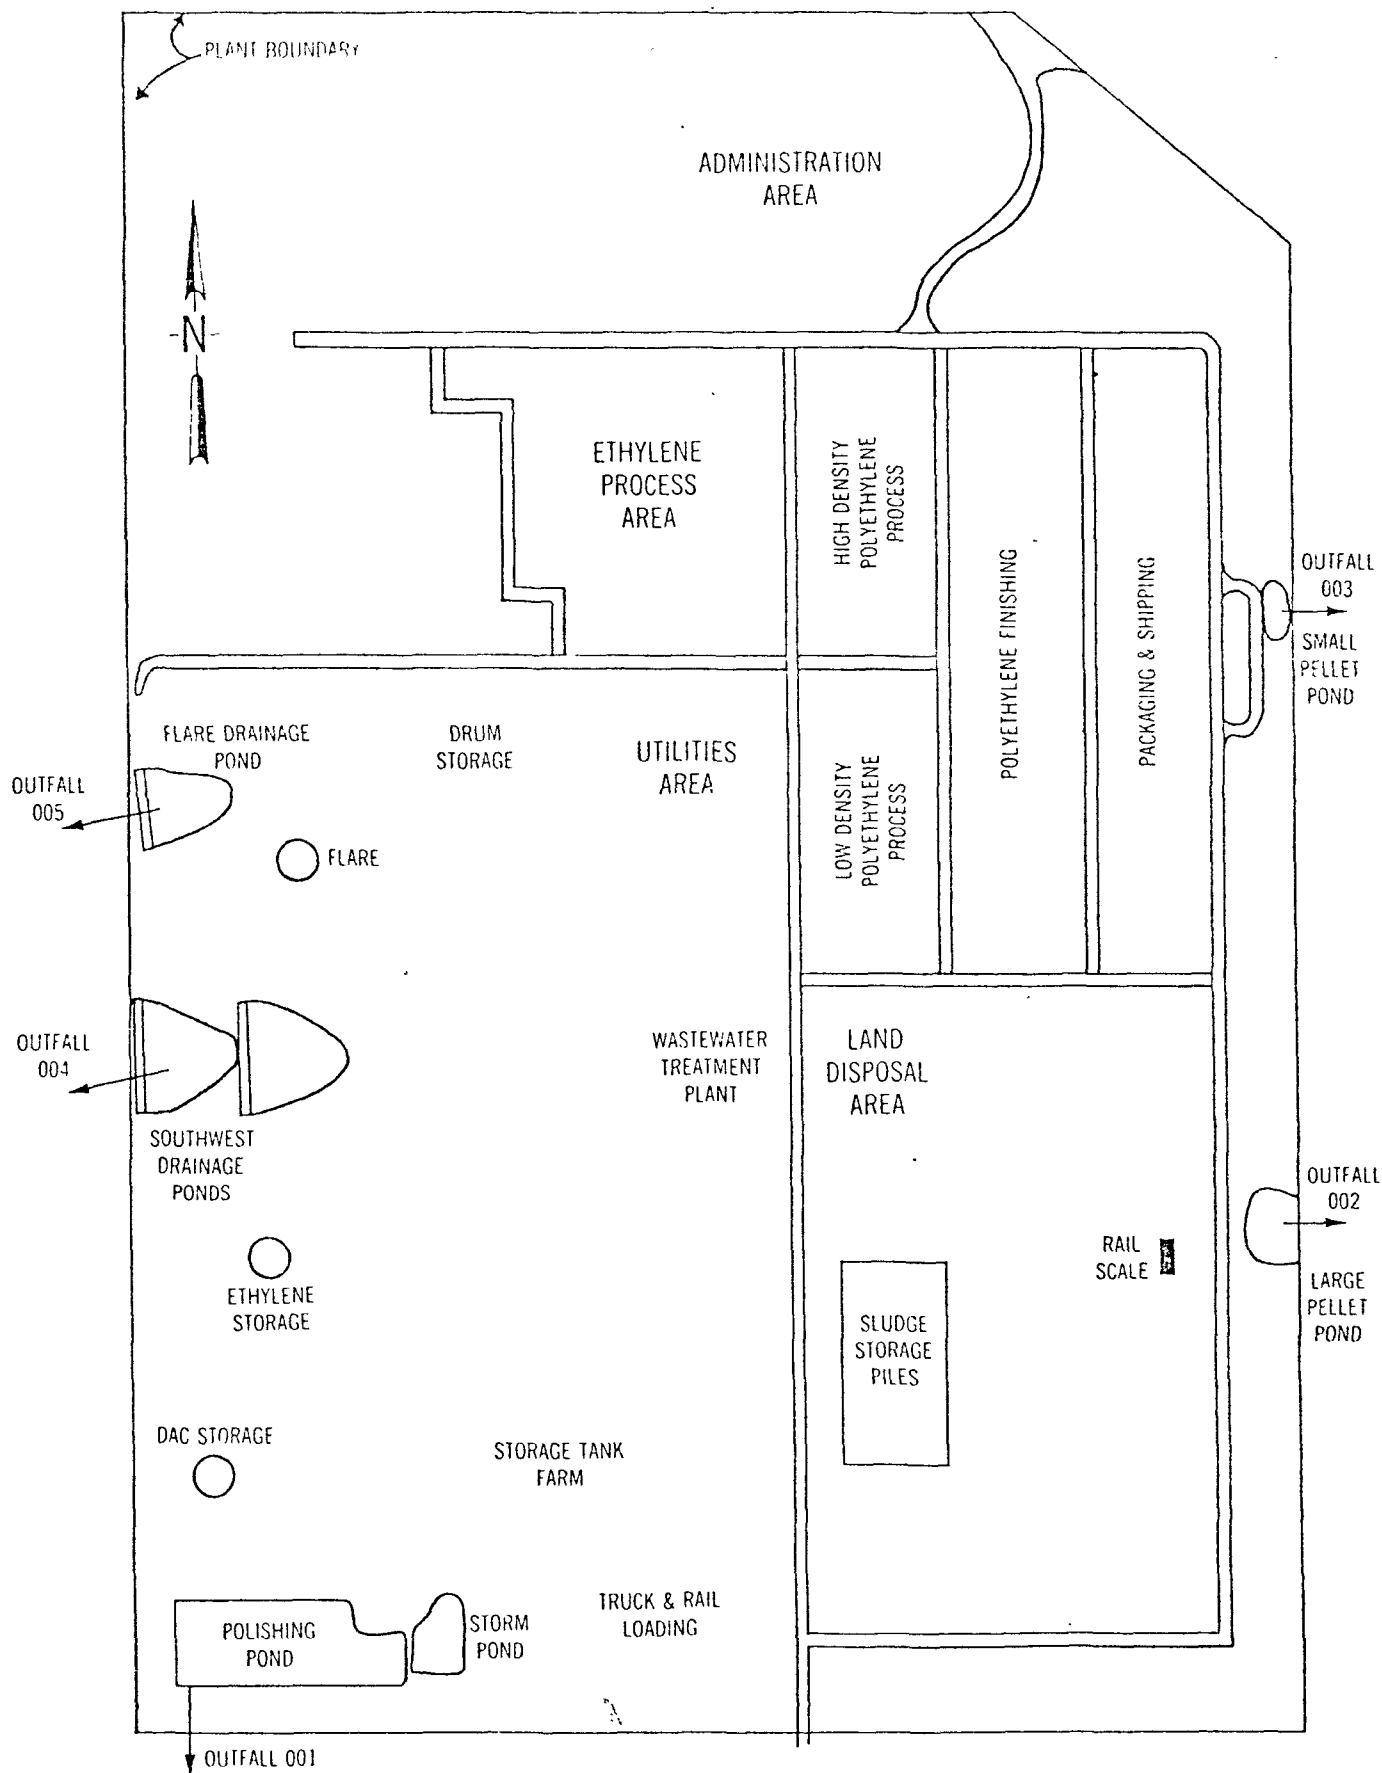 PLANT BOUNDARY
ADMINISTRATION
AREA
N
ETHYLENE
PROCESS
AREA
HIGH DENSITY
POLYETHYLENE
PROCESS
POLYETHYLENE FINISHING
PACKAGING & SHIPPING
OUTFALL
003
SMALL
PELLET
POND
FLARE DRAINAGE
POND
DRUM
STORAGE
UTILITIES
AREA
LOW DENSITY
POLYETHYLENE
PROCESS
OUTFALL
005
FLARE
OUTFALL
004
SOUTHWEST
DRAINAGE
PONDS
WASTEWATER
TREATMENT
PLANT
LAND
DISPOSAL
AREA
OUTFALL
002
LARGE
PELLET
POND
RAIL
SCALE
ETHYLENE
STORAGE
SLUDGE
STORAGE
PILES
DAC STORAGE
STORAGE TANK
FARM
POLISHING
POND
STORM
POND
TRUCK & RAIL
LOADING
OUTFALL 001